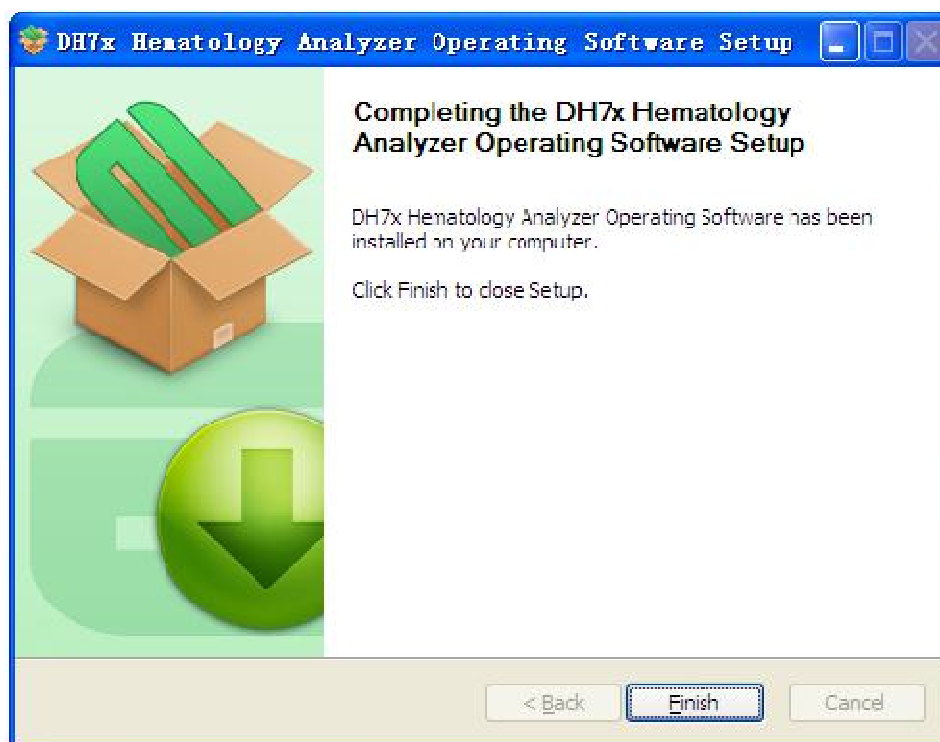 DH7x Hematology Analyzer Operating Software Setup
Completing the DH7x Hematology
Analyzer Operating Software Setup
DH7x Hematology Analyzer Operating Software has been
installed on your computer.
Click Finish to close Setup.
< Back
Finish
Cancel